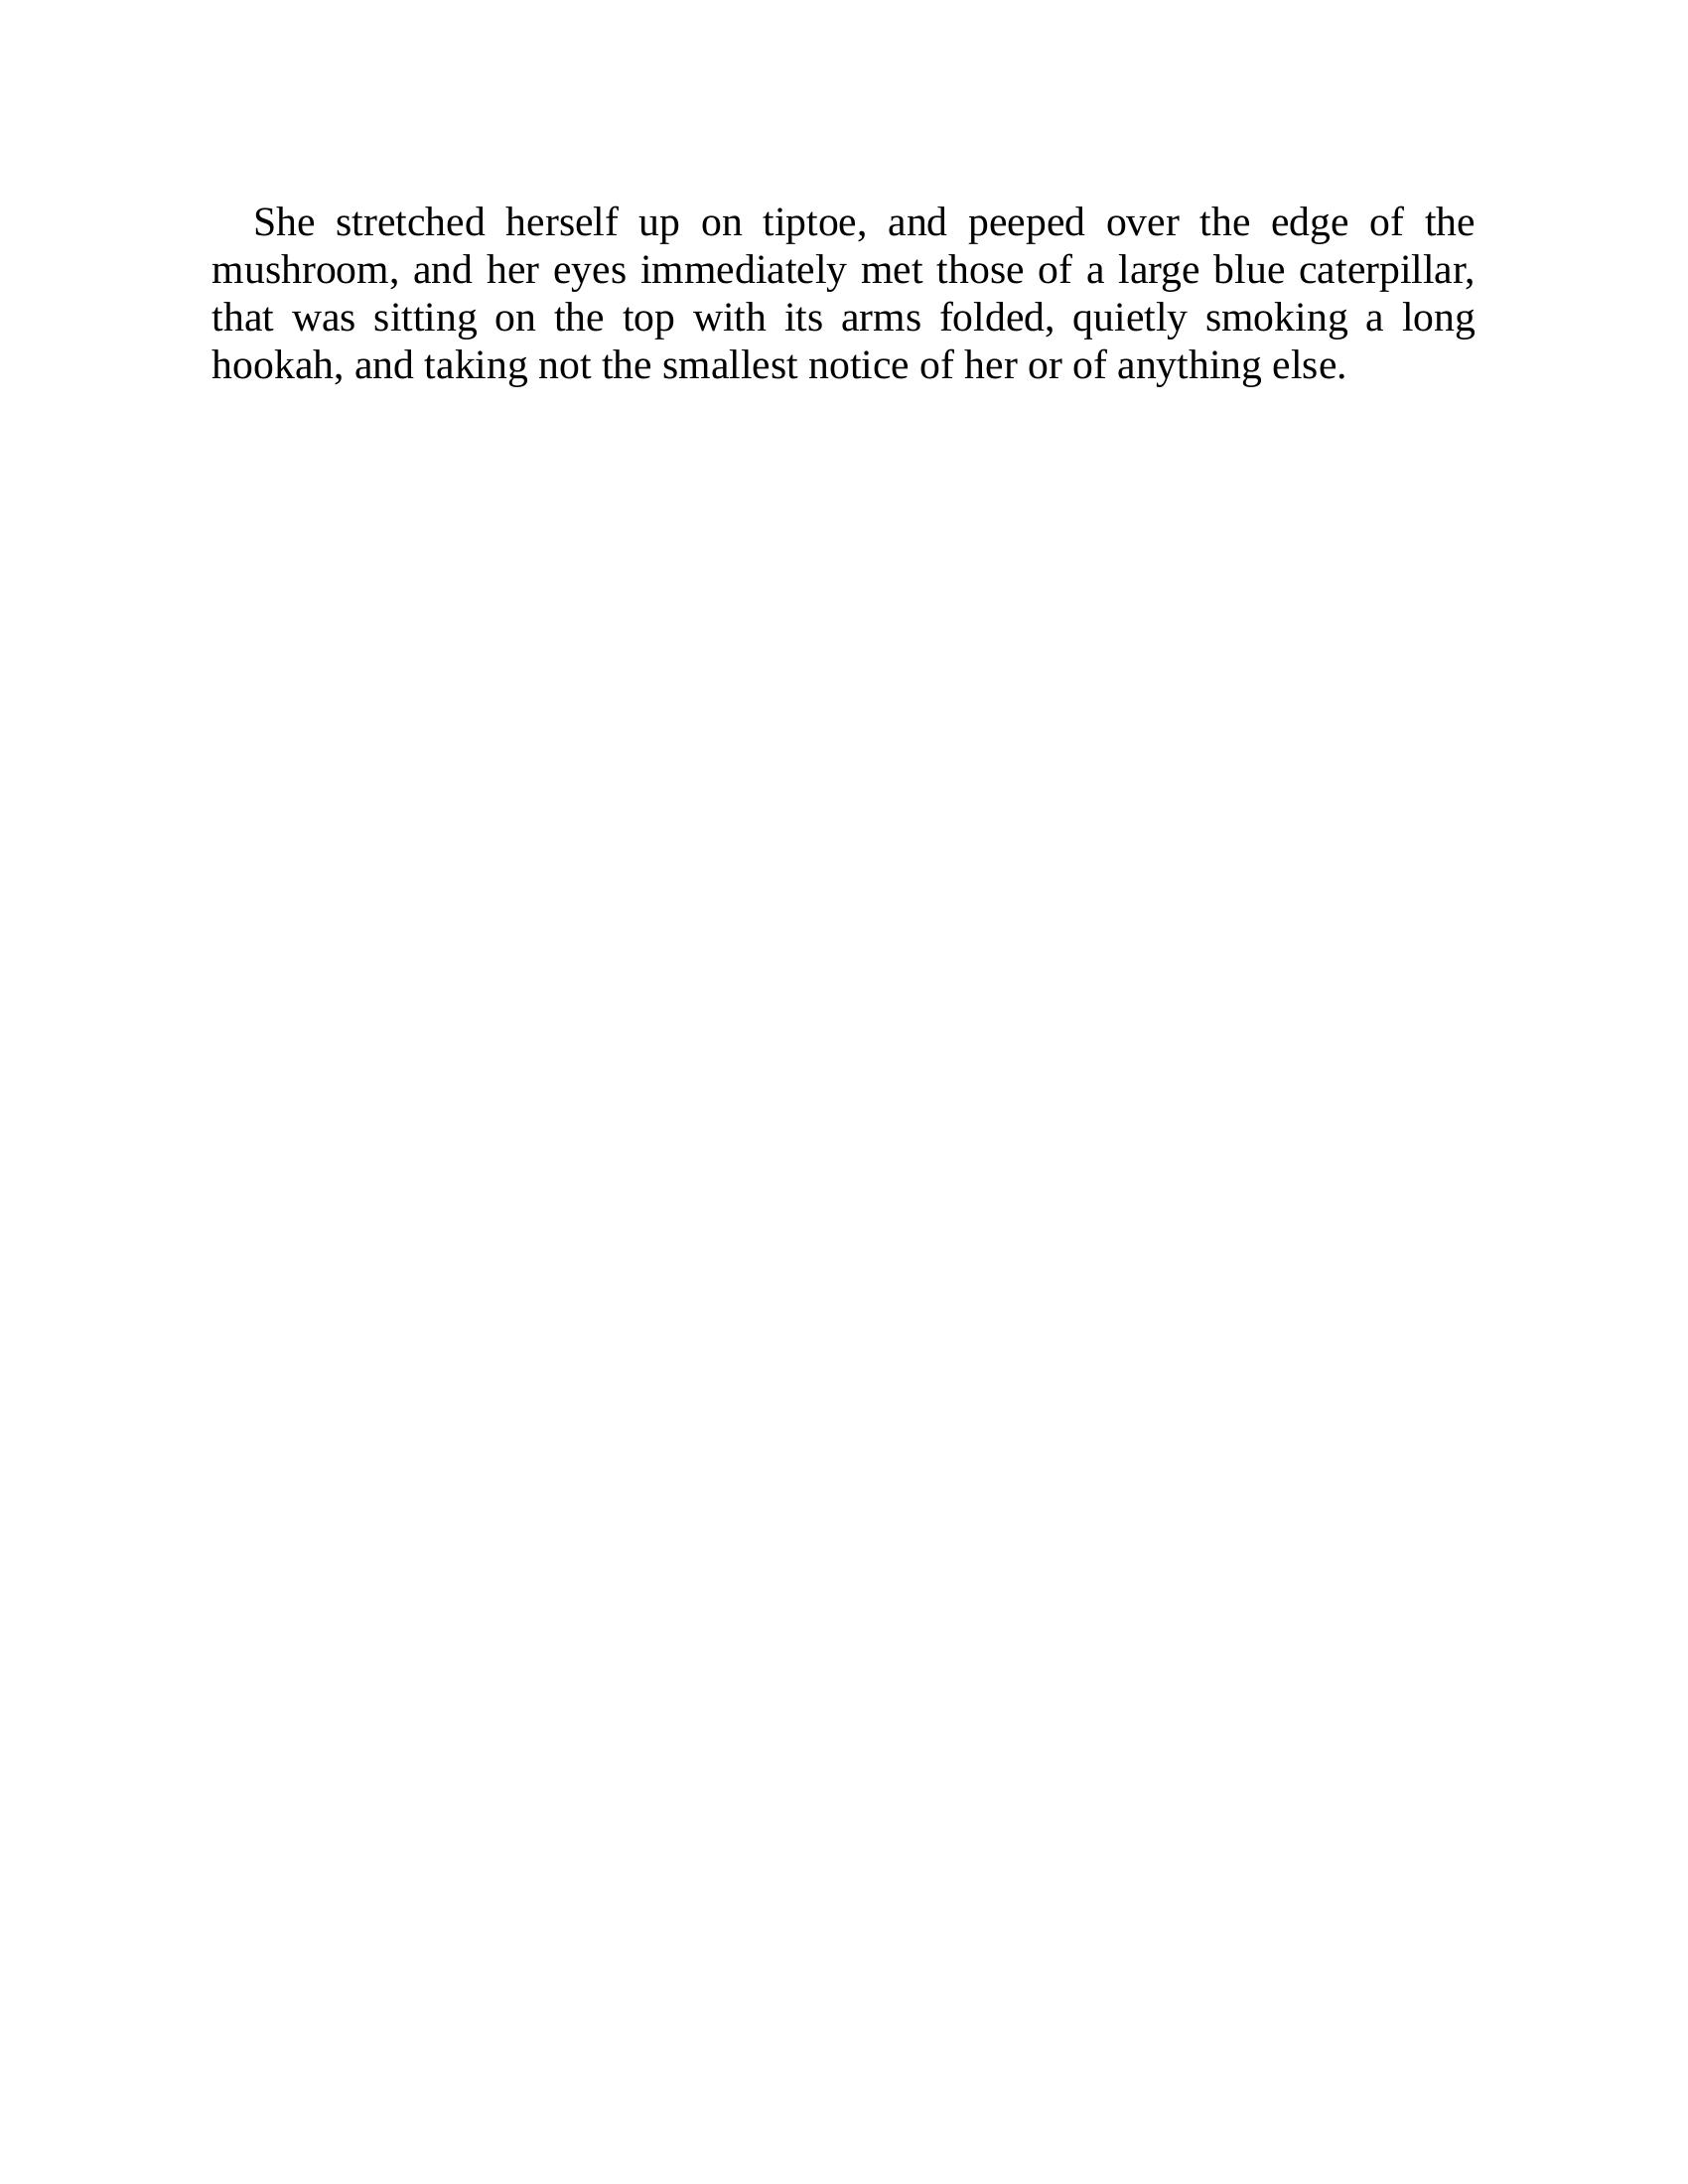 She stretched herself up on tiptoe, and peeped over the edge of the
mushroom, and her eyes immediately met those of a large blue caterpillar,
that was sitting on the top with its arms folded, quietly smoking a long
hookah, and taking not the smallest notice of her or of anything else.